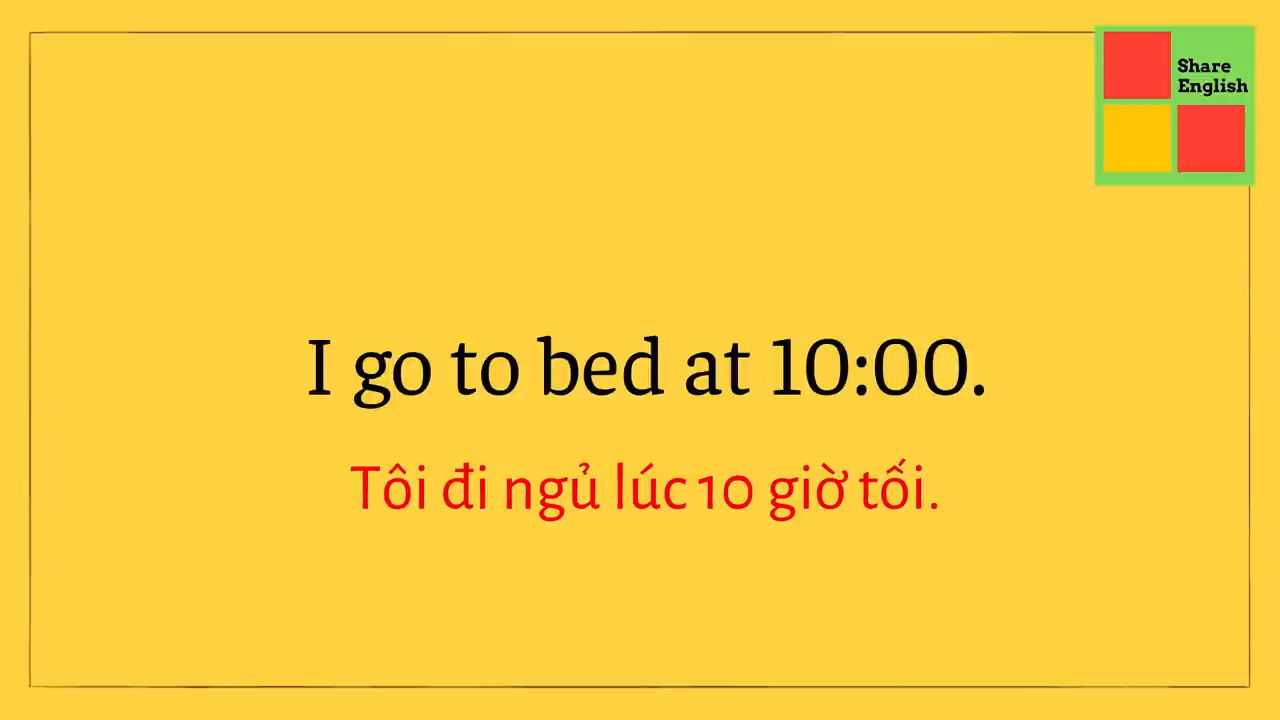 Share
English
I go to bed at 10:00.
Tôi đi ngủ lúc 10 giờ tối.